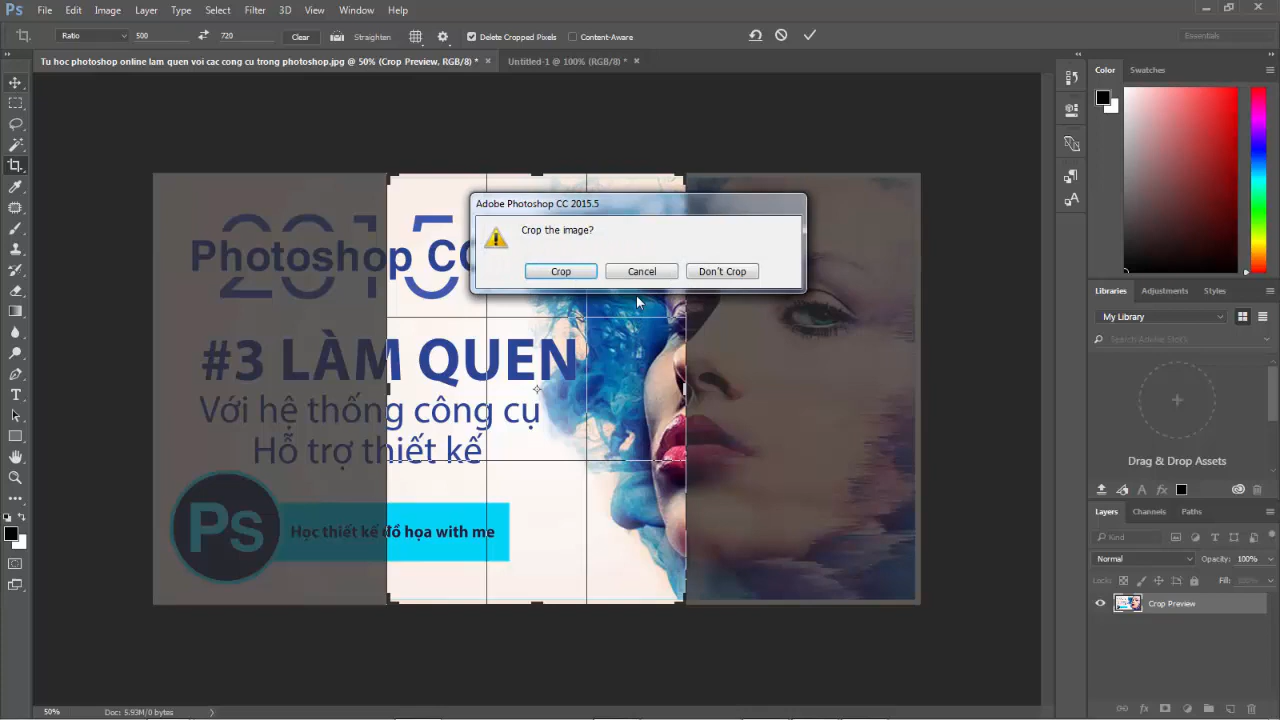 Ps File Edit Image Layer Type Select Filter 3D View Window Help
Ratio 500 720 Clear Straighten Delete Cropped Pixels Content-Aware Essentials
Tu hoc photoshop online lam quen voi cac cong cu trong photoshop.jpg @ 50% (Crop Preview, RGB/8) * Untitled-1 @ 100% (RGB/8) *
Color Swatches
Adobe Photoshop CC 2015.5
Crop the image?
Crop Cancel Don't Crop
2015
Photoshop CC
#3 LÀM QUEN
Với hệ thống công cụ
Hỗ trợ thiết kế
Ps Học thiết kế đồ họa with me
Libraries Adjustments Styles
My Library
Search Adobe Stock
Drag & Drop Assets
Layers Channels Paths
Kind
Normal Opacity: 100%
Lock: Fill: 100%
Crop Preview
50% Doc: 5.93M/0 bytes